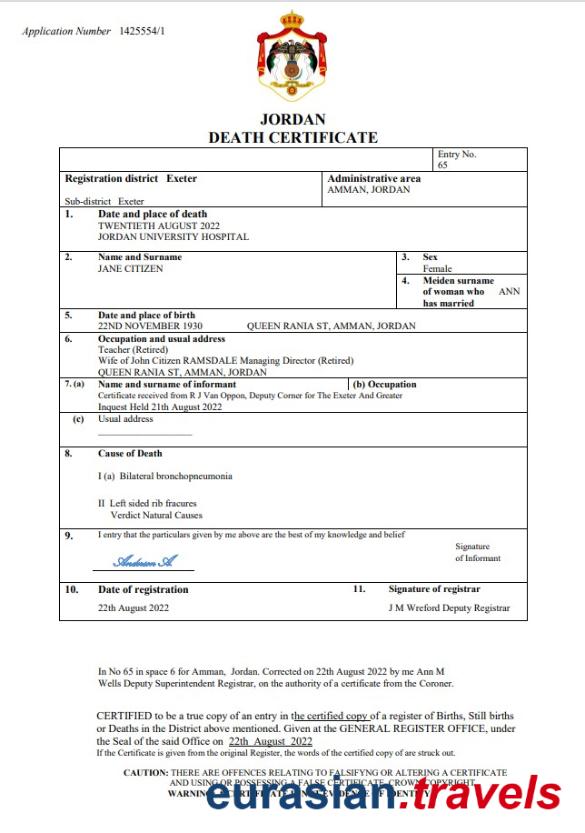 Application Number 1425554/1
JORDAN
DEATH CERTIFICATE
Entry No.
65
Registration district Exeter
Sub-district Exeter
Administrative area
AMMAN, JORDAN
1. Date and place of death
TWENTIETH AUGUST 2022
JORDAN UNIVERSITY HOSPITAL
2. Name and Surname
JANE CITIZEN
3. Sex
Female
4. Meiden surname
of woman who ANN
has married
5. Date and place of birth
22ND NOVEMBER 1930 QUEEN RANIA ST, AMMAN, JORDAN
6. Occupation and usual address
Teacher (Retired)
Wife of John Citizen RAMSDALE Managing Director (Retired)
QUEEN RANIA ST, AMMAN, JORDAN
7. (a) Name and surname of informant (b) Occupation
Certificate received from R J Van Oppon, Deputy Corner for The Exeter And Greater
Inquest Held 21th August 2022
(c) Usual address
8. Cause of Death
I (a) Bilateral bronchopneumonia
II Left sided rib fracures
Verdict Natural Causes
9. I entry that the particulars given by me above are the best of my knowledge and belief
Anderson A.
Signature
of Informant
10. Date of registration
22th August 2022
11. Signature of registrar
J M Wreford Deputy Registrar
In No 65 in space 6 for Amman, Jordan. Corrected on 22th August 2022 by me Ann M
Wells Deputy Superintendent Registrar, on the authority of a certificate from the Coroner.
CERTIFIED to be a true copy of an entry in the certified copy of a register of Births, Still births
or Deaths in the District above mentioned. Given at the GENERAL REGISTER OFFICE, under
the Seal of the said Office on 22th August 2022
If the Certificate is given from the original Register, the words of the certified copy of are struck out.
CAUTION: THERE ARE OFFENCES RELATING TO FALSIFYNG OR ALTERING A CERTIFICATE
AND USING OR POSSESSING A FALSE CERTIFICATE, CROWN COPYRIGHT
eurasian.travels